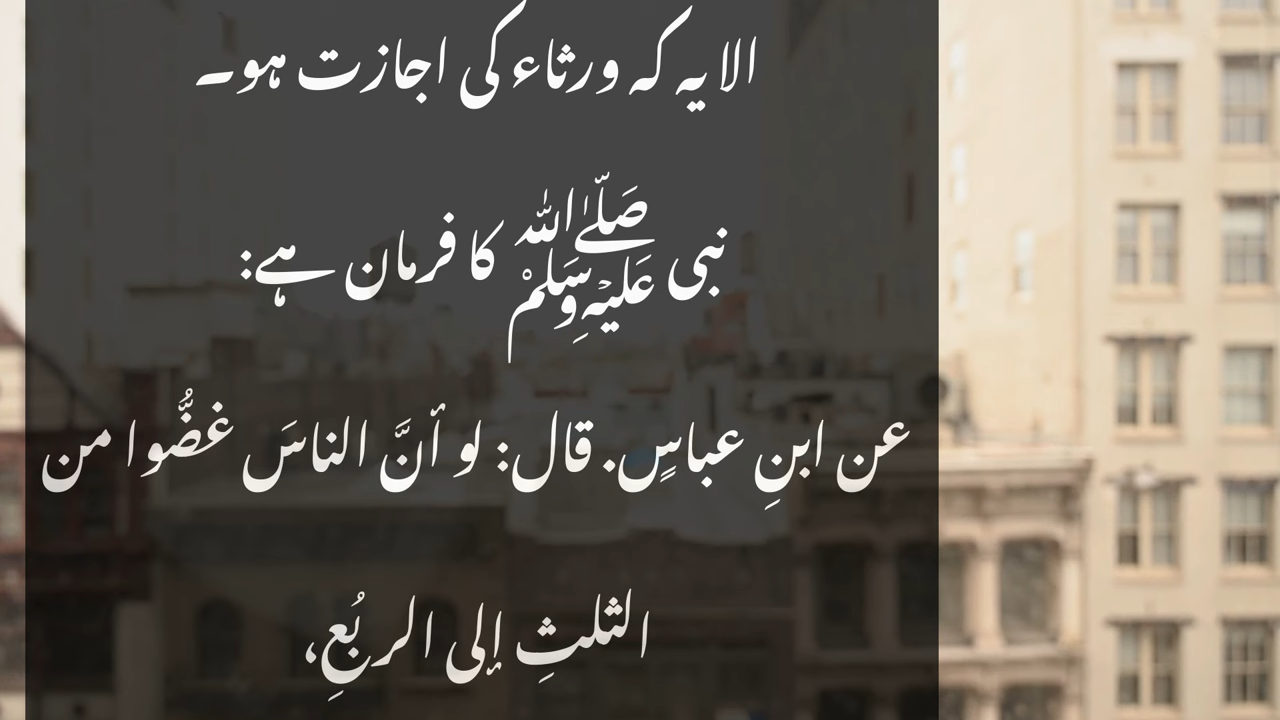 الا یہ کہ ورثاء کی اجازت ہو۔
نبی ﷺ کا فرمان ہے:
عن ابنِ عباسٍ. قال: لو أنَّ الناسَ غضُّوا من
الثلثِ إلى الربُعِ،